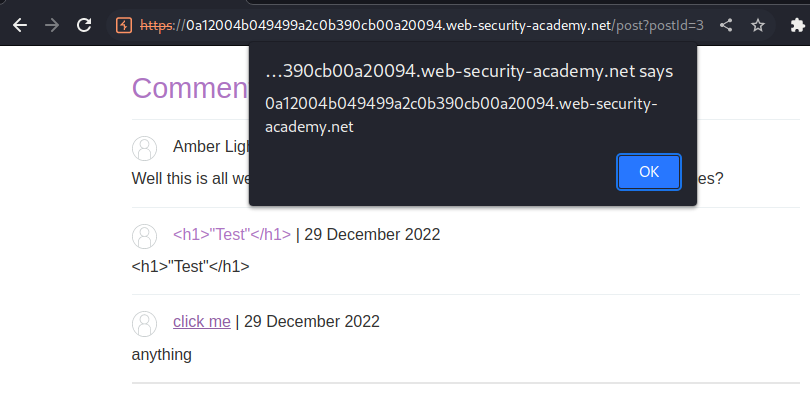 https://0a12004b049499a2c0b390cb00a20094.web-security-academy.net/post?postId=3
...390cb00a20094.web-security-academy.net says
0a12004b049499a2c0b390cb00a20094.web-security-
academy.net
OK
Commen
Amber Ligh
Well this is all we es?
<h1>"Test"</h1> | 29 December 2022
<h1>"Test"</h1>
click me | 29 December 2022
anything